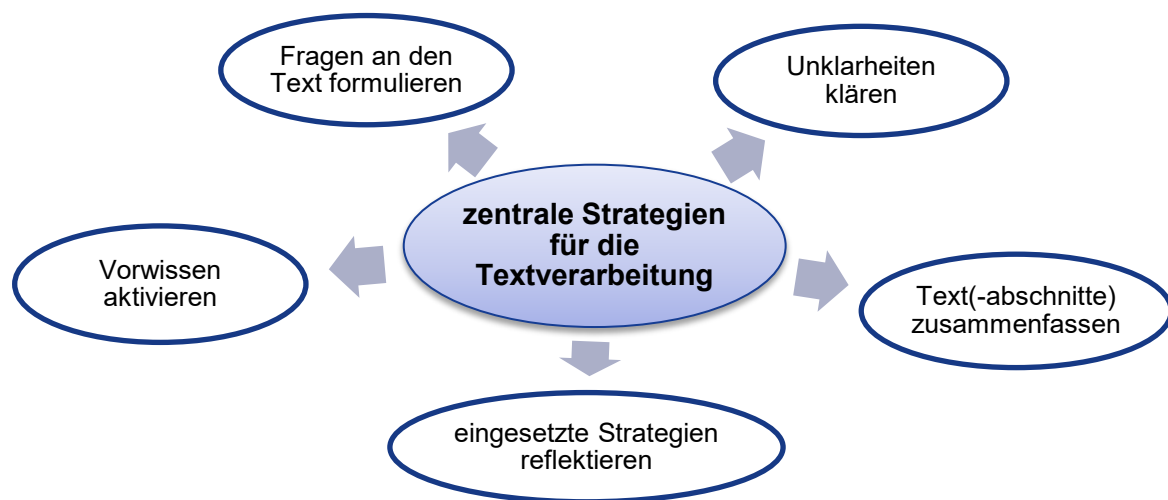 Fragen an den
Text formulieren
Unklarheiten
klären
zentrale Strategien
für die
Textverarbeitung
Vorwissen
aktivieren
Text(-abschnitte)
zusammenfassen
eingesetzte Strategien
reflektieren